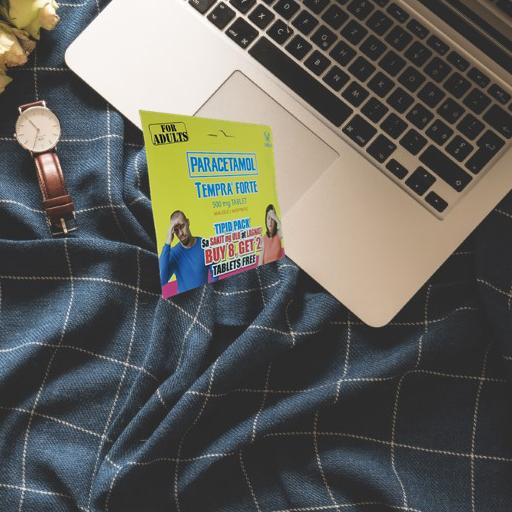 FOR
ADULTS
PARACETAMOL
TEMPRA® FORTE
500 mg TABLET
TIPID PACK
Sa SAKIT ng ULO at LAGNAT
BUY 8, GET 2
TABLETS FREE